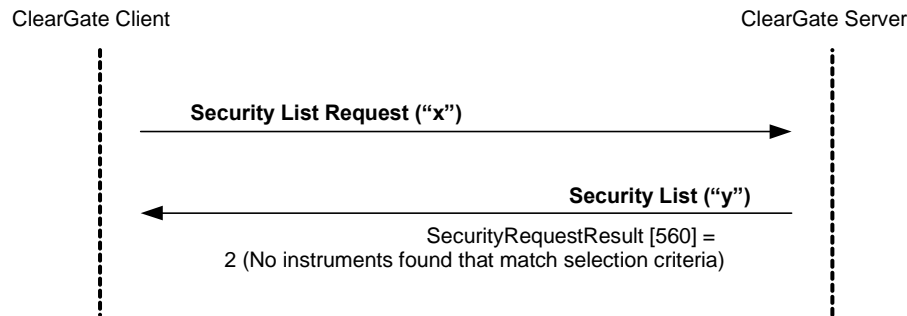 ClearGate Client
ClearGate Server
Security List Request (“x”)
Security List (“y”)
SecurityRequestResult [560] =
2 (No instruments found that match selection criteria)